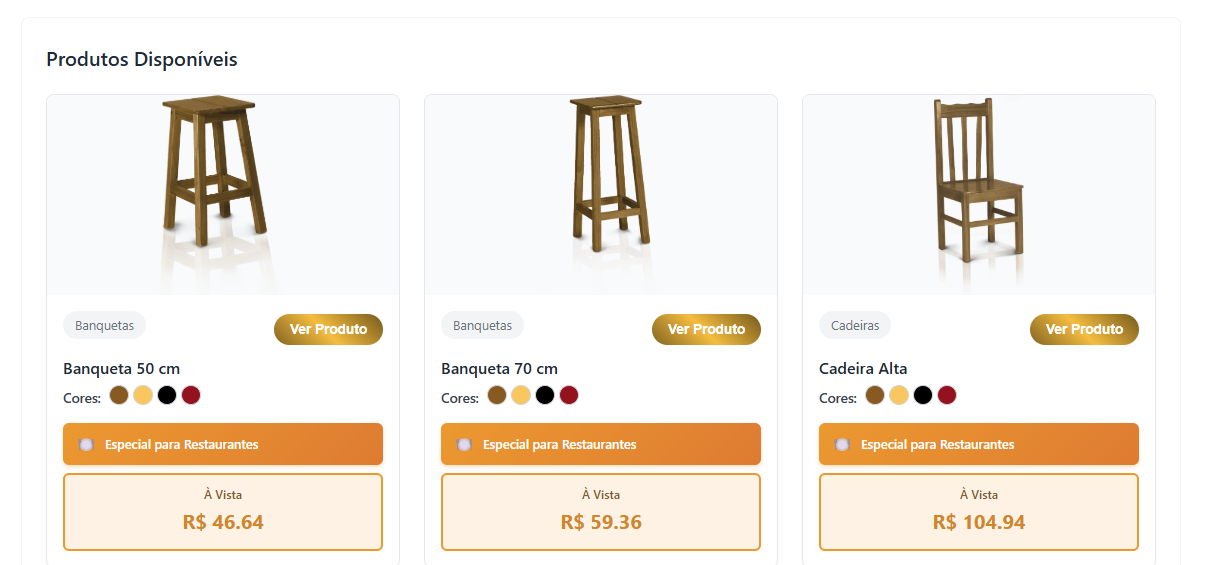 Produtos Disponíveis
Banquetas
Ver Produto
Banqueta 50 cm
Cores:
Especial para Restaurantes
À Vista
R$ 46.64
Banquetas
Ver Produto
Banqueta 70 cm
Cores:
Especial para Restaurantes
À Vista
R$ 59.36
Cadeiras
Ver Produto
Cadeira Alta
Cores:
Especial para Restaurantes
À Vista
R$ 104.94